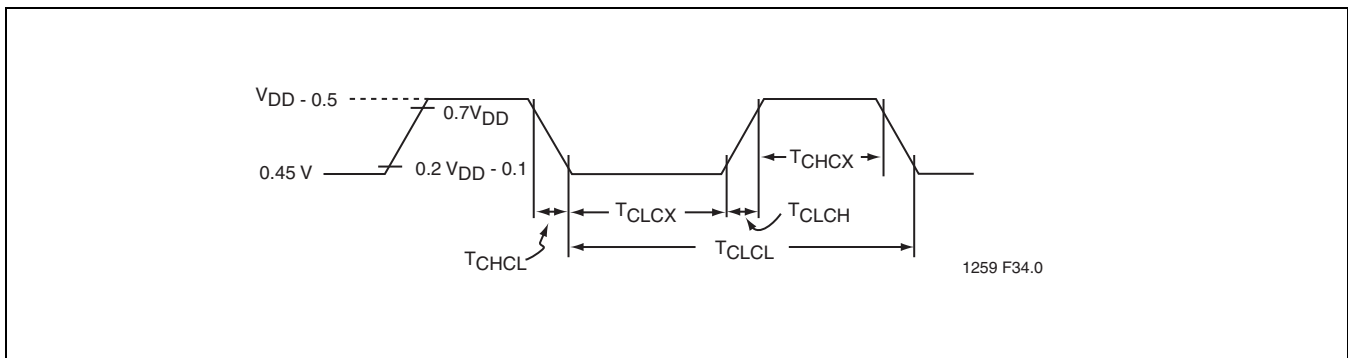 VDD - 0.5
0.7VDD
0.45 V
0.2 VDD - 0.1
TCHCX
TCLCX
TCLCH
TCHCL
TCLCL
1259 F34.0